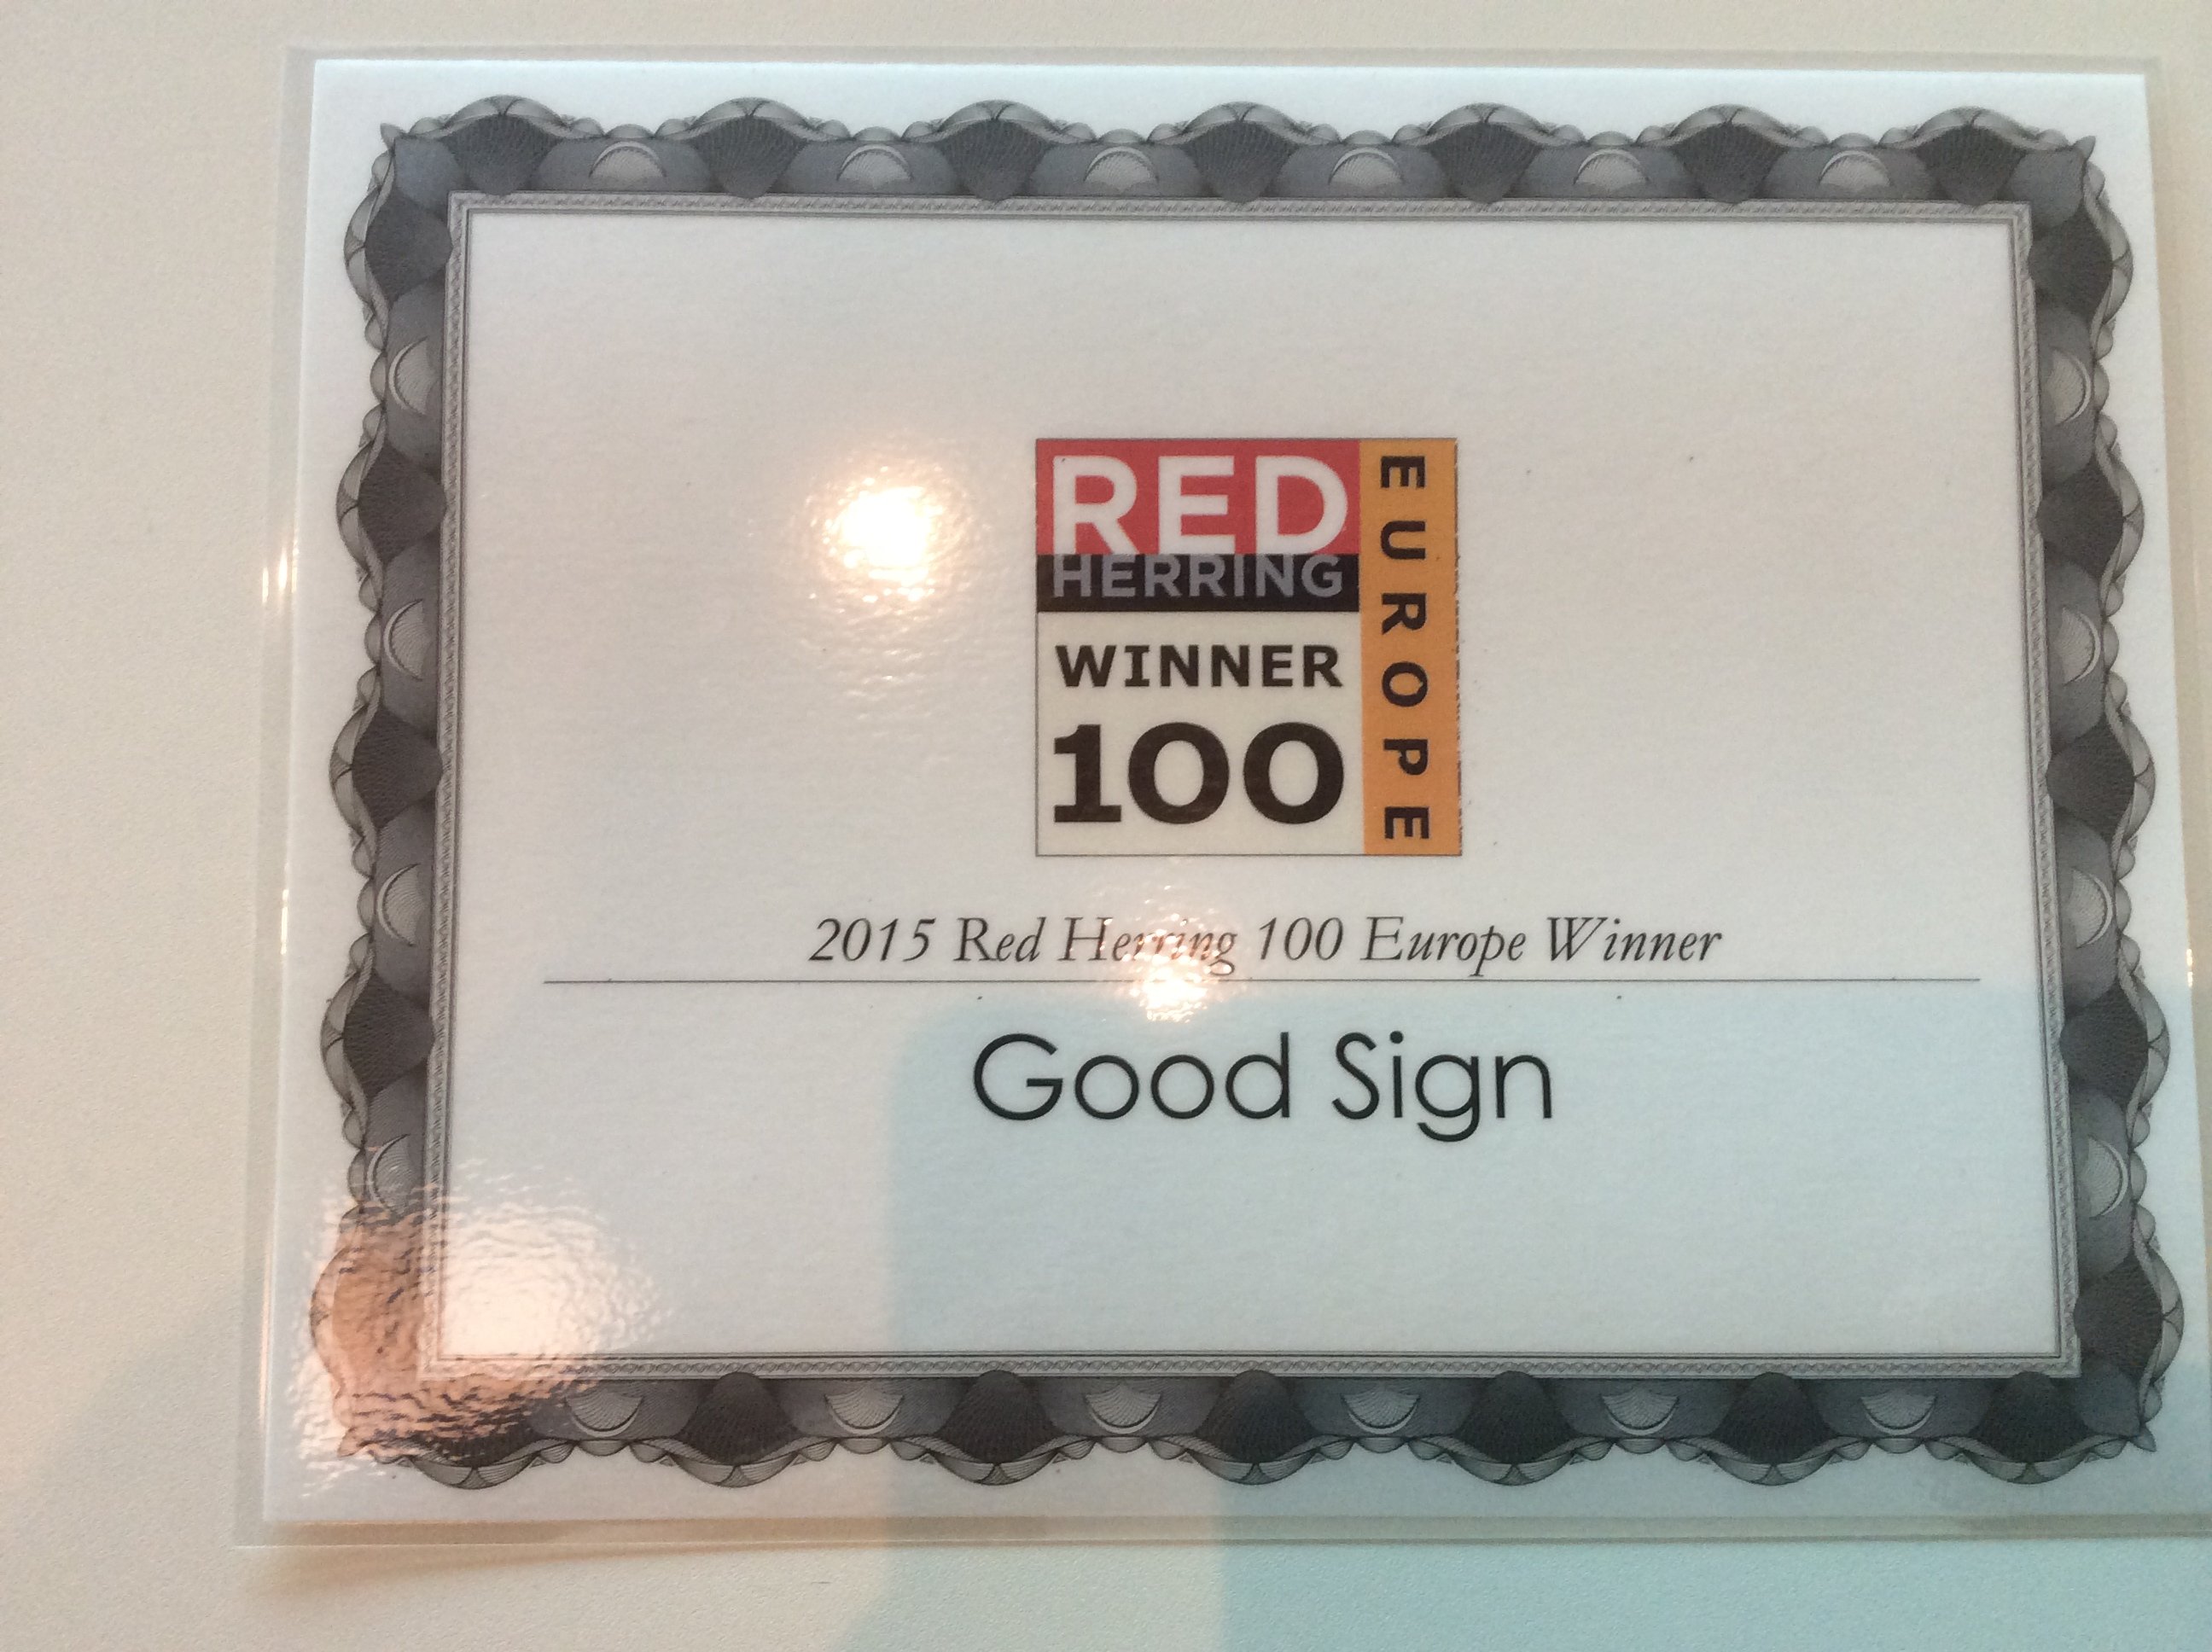 RED
HERRING
WINNER
100
EUROPE
2015 Red Herring 100 Europe Winner
Good Sign